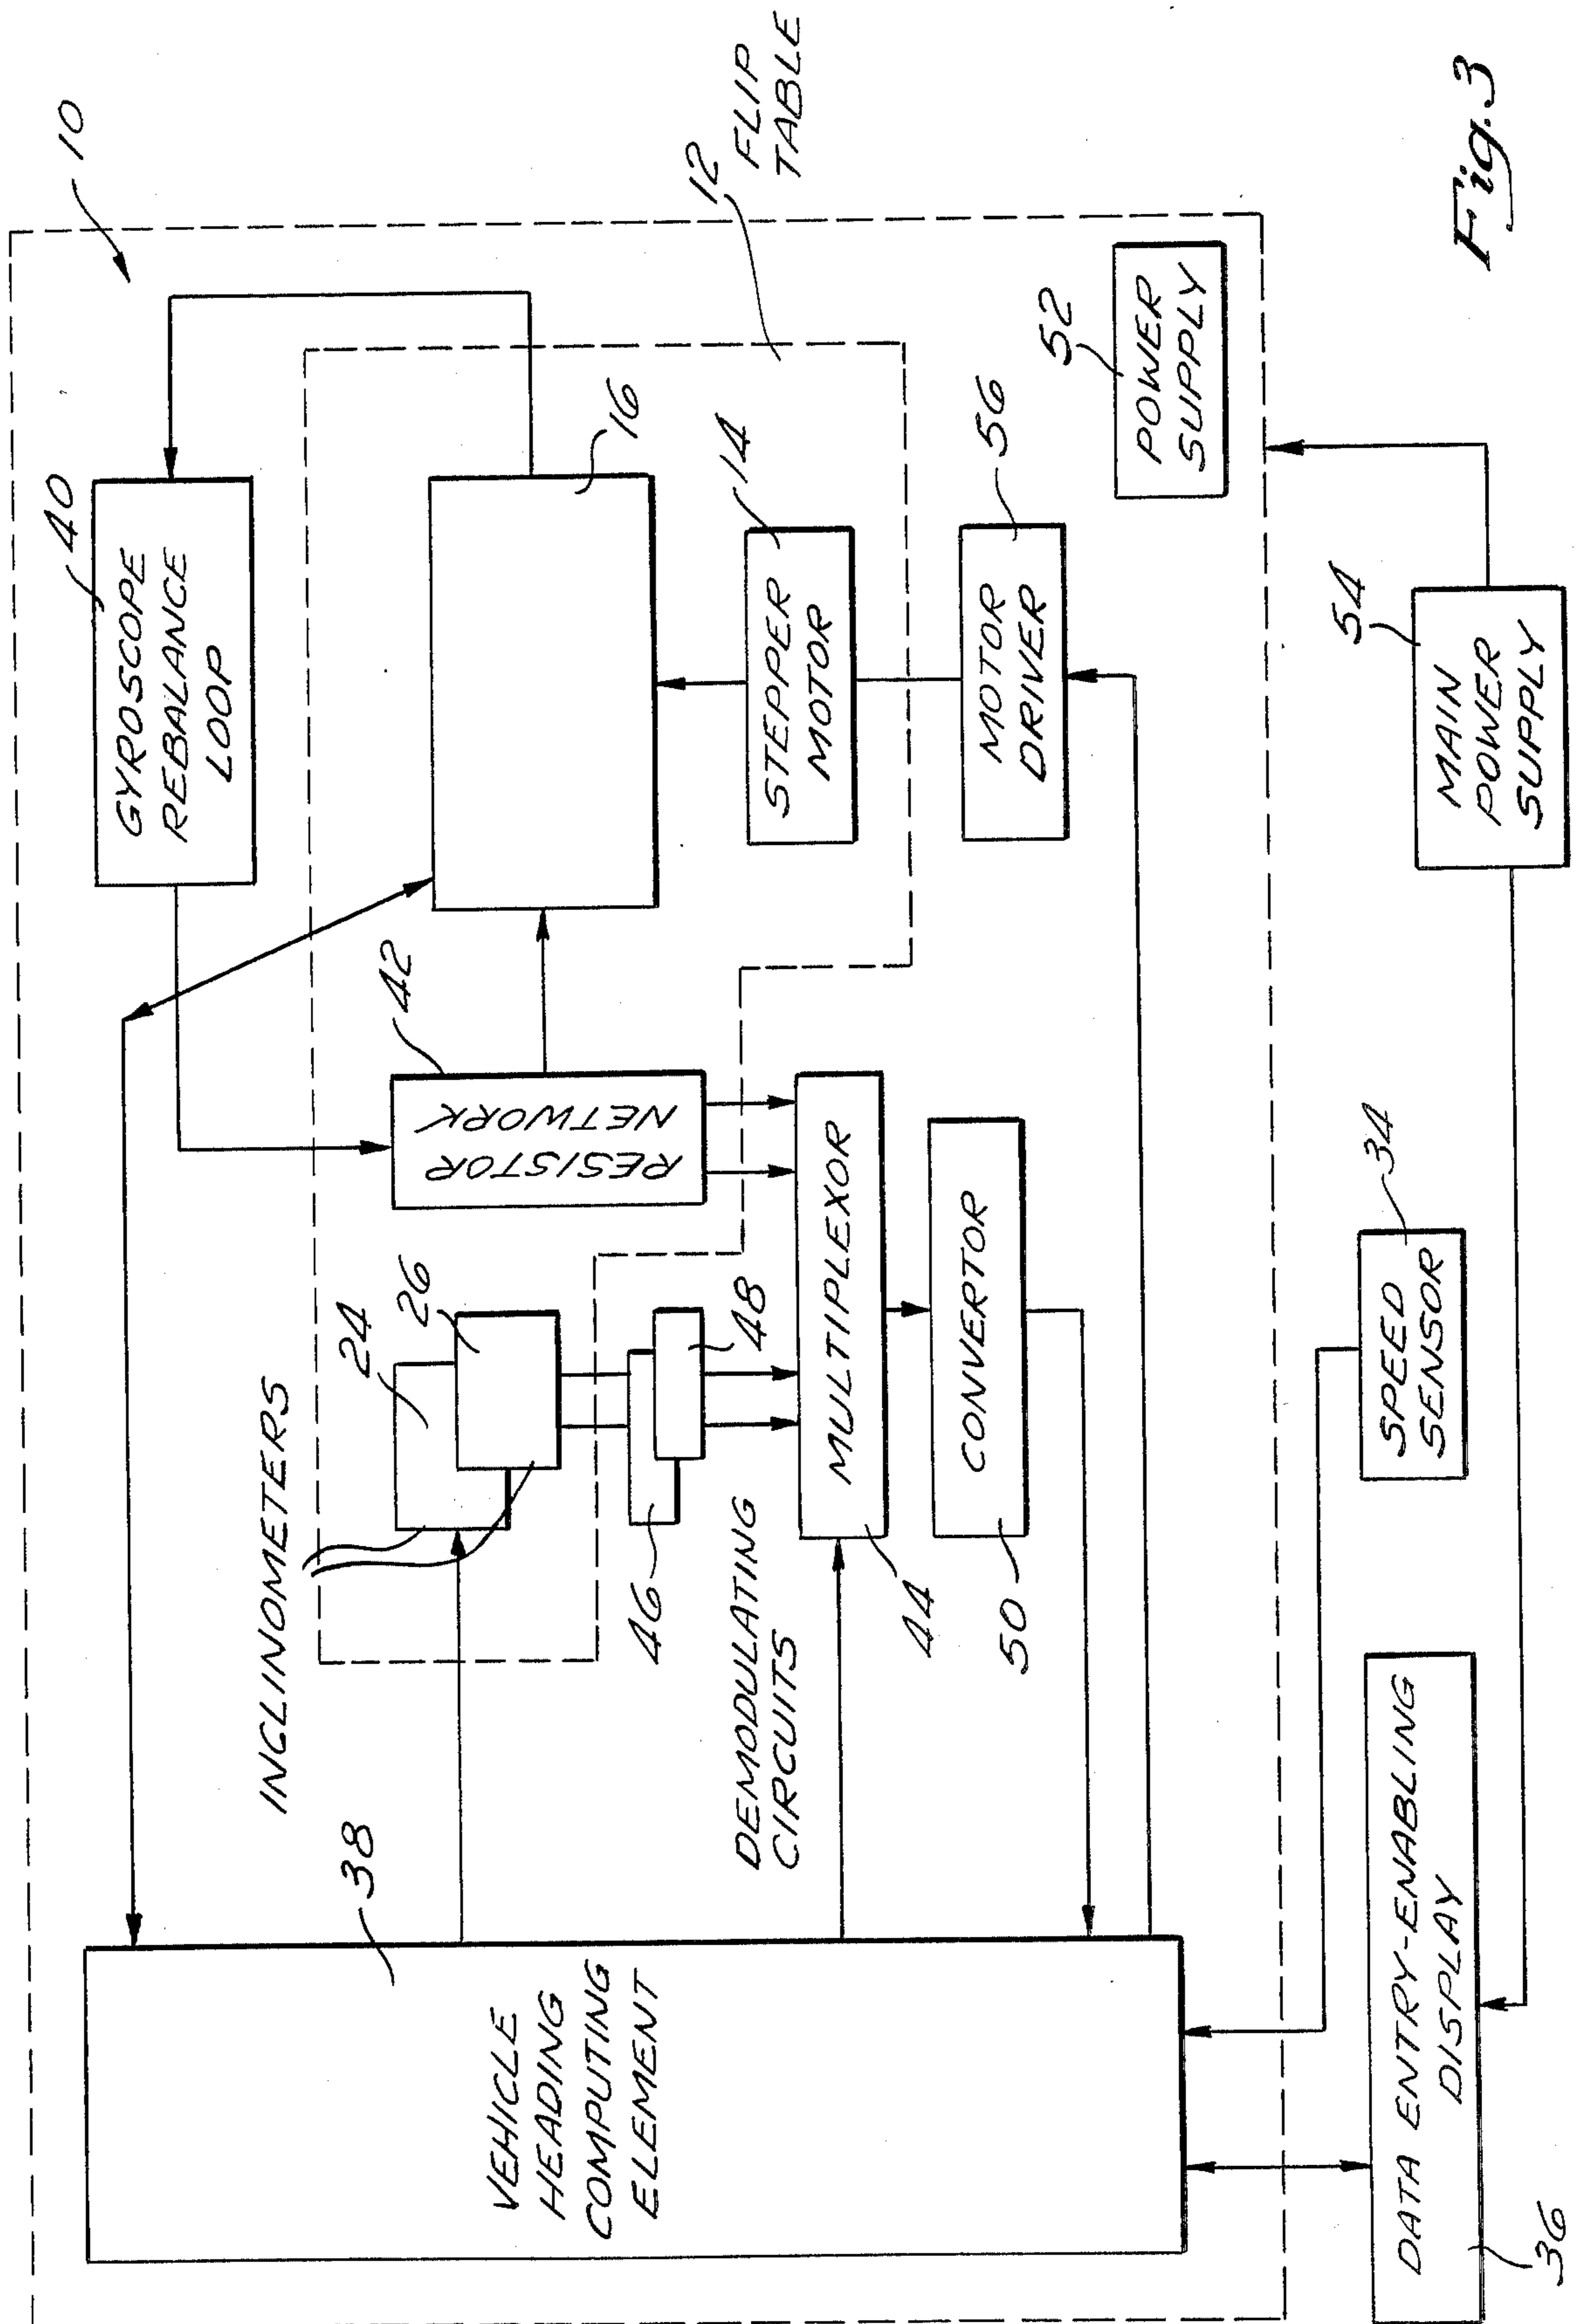 10
40
GYROSCOPE
REBALANCE
LOOP
12
FLIP
TABLE
16
42
RESISTOR
NETWORK
INCLINOMETERS
24
26
38
VEHICLE
HEADING
COMPUTING
ELEMENT
STEPPER
MOTOR
14
46
48
DEMODULATING
CIRCUITS
MULTIPLEXOR
44
MOTOR
DRIVER
56
CONVERTOR
50
52
POWER
SUPPLY
SPEED
SENSOR
34
54
MAIN
POWER
SUPPLY
DATA ENTRY-ENABLING
DISPLAY
36
Fig. 3